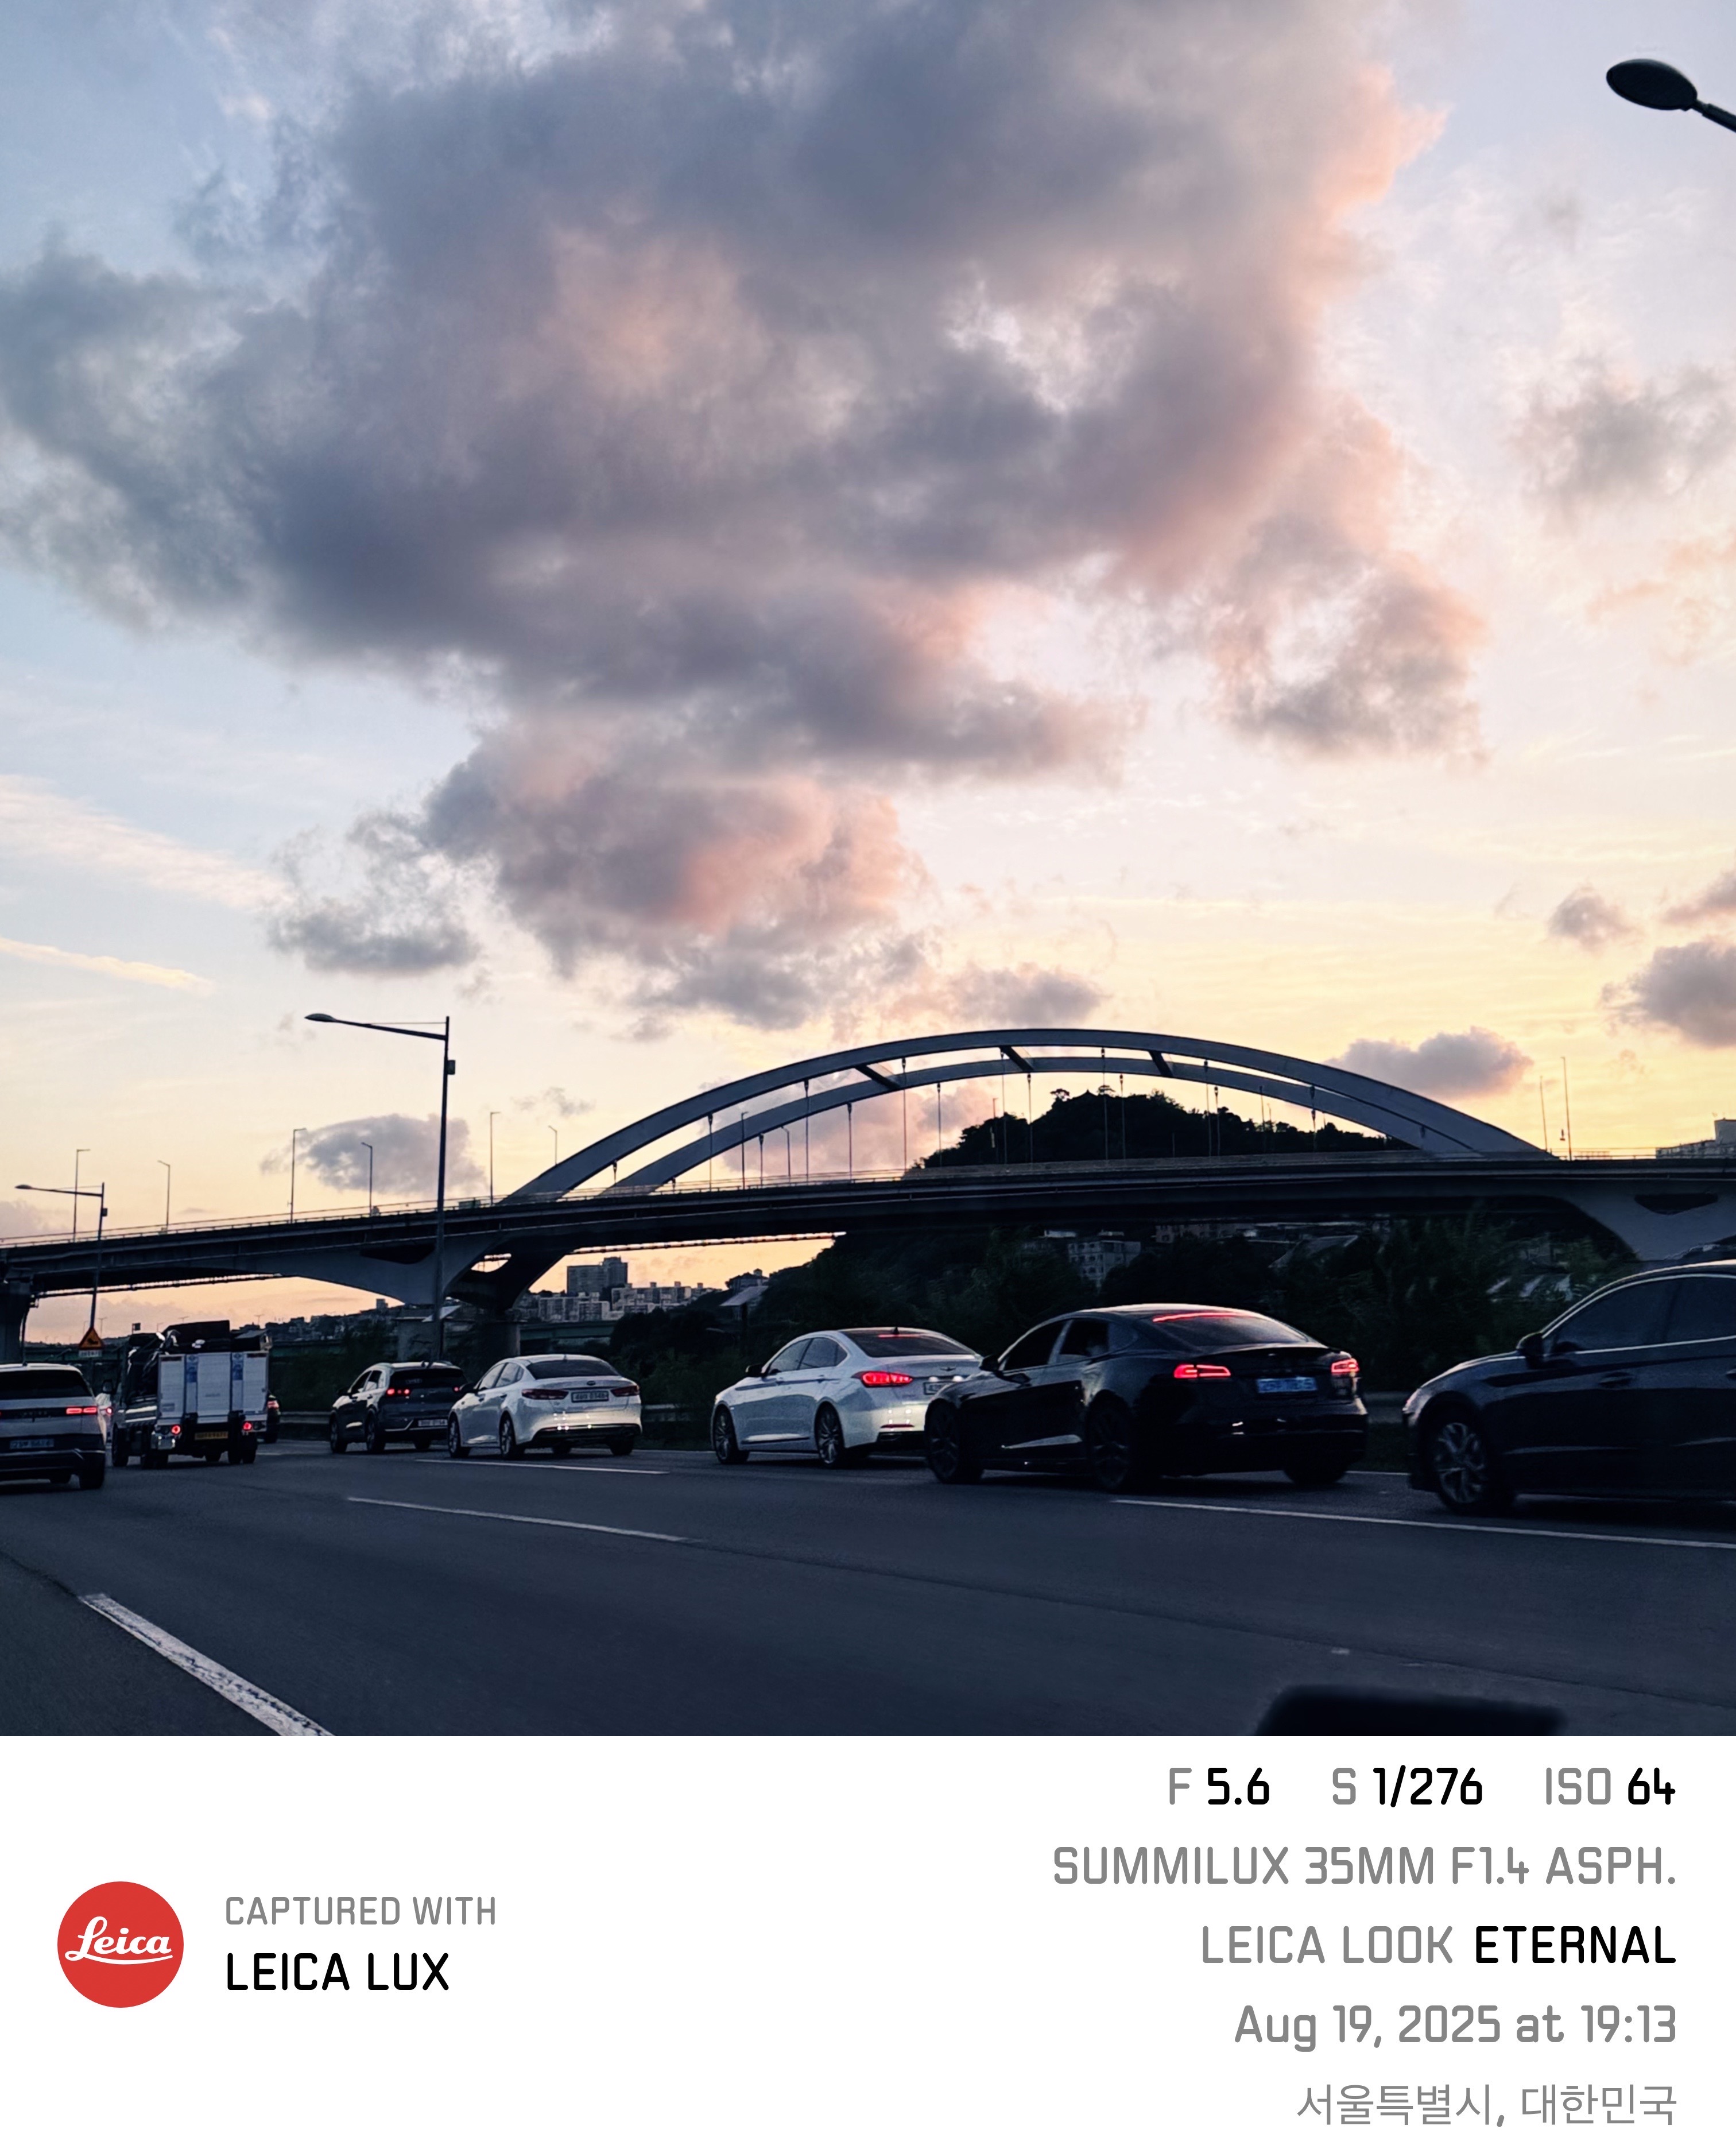 Leica
CAPTURED WITH
LEICA LUX
F 5.6 S 1/276 ISO 64
SUMMILUX 35MM F1.4 ASPH.
LEICA LOOK ETERNAL
Aug 19, 2025 at 19:13
서울특별시, 대한민국